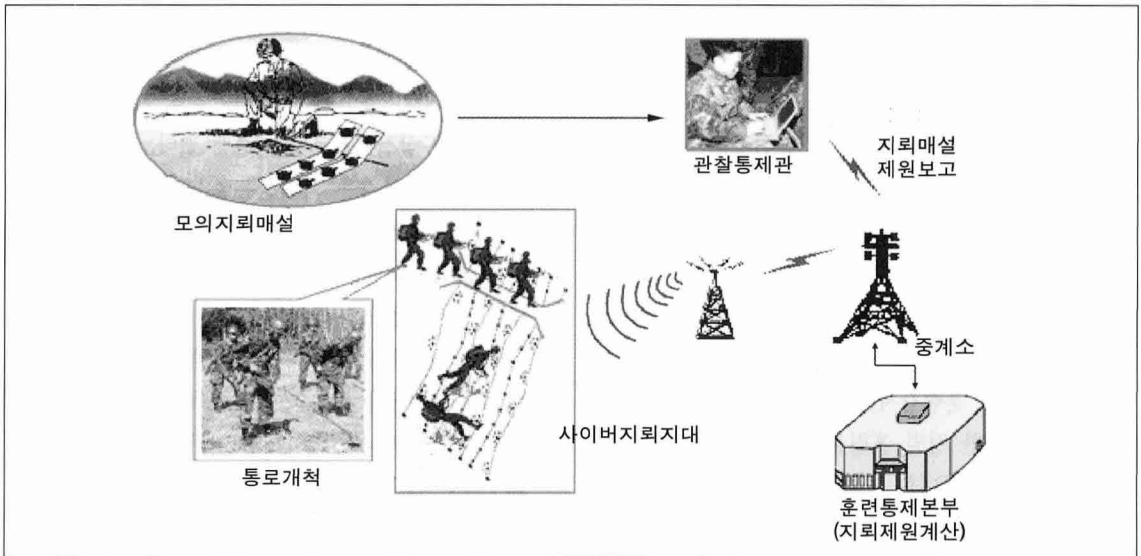 관찰통제관
지뢰매설
제원보고
모의지뢰매설
중계소
사이버지뢰지대
통로개척
훈련통제본부
(지뢰제원계산)